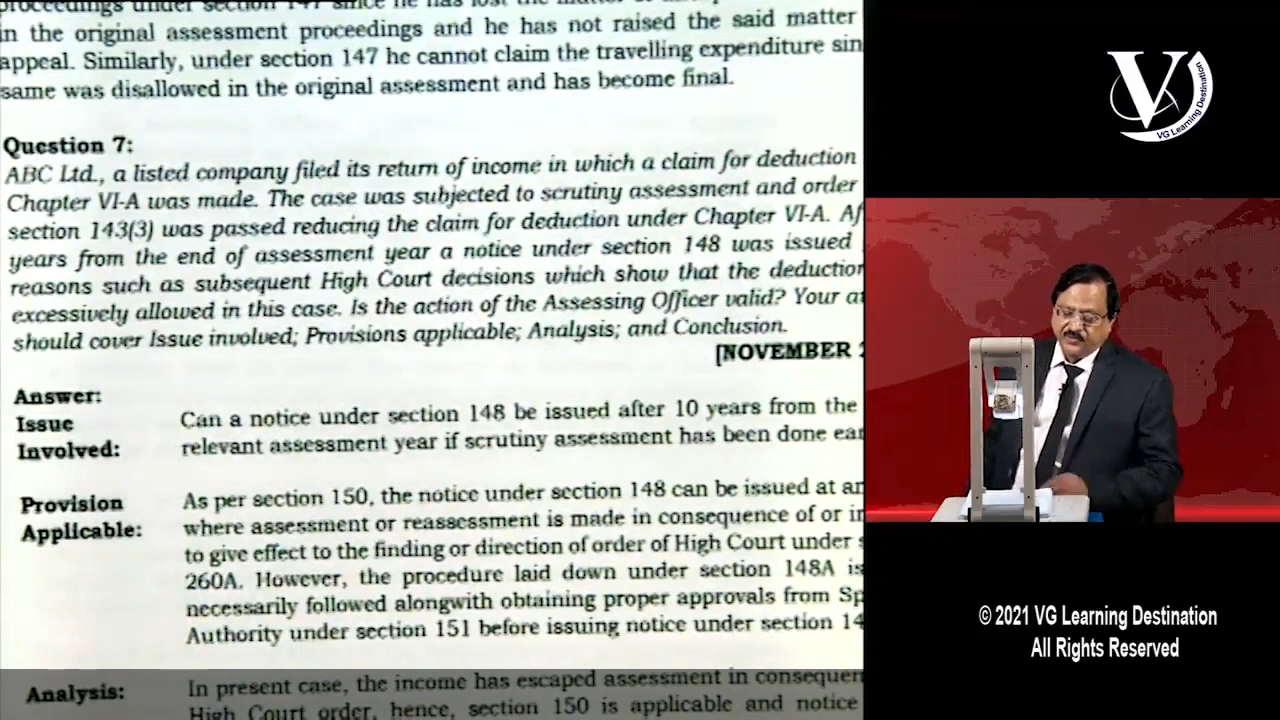 proceedings under section 147 since he has lost the
in the original assessment proceedings and he has not raised the said matter
appeal. Similarly, under section 147 he cannot claim the travelling expenditure sin
same was disallowed in the original assessment and has become final.
Question 7:
ABC Ltd., a listed company filed its return of income in which a claim for deduction
Chapter VI-A was made. The case was subjected to scrutiny assessment and order
section 143(3) was passed reducing the claim for deduction under Chapter VI-A. Af
years from the end of assessment year a notice under section 148 was issued
reasons such as subsequent High Court decisions which show that the deduction
excessively allowed in this case. Is the action of the Assessing Officer valid? Your a
should cover Issue involved; Provisions applicable; Analysis; and Conclusion.
[NOVEMBER 2
Answer:
Issue Involved: Can a notice under section 148 be issued after 10 years from the
relevant assessment year if scrutiny assessment has been done ear
Provision Applicable: As per section 150, the notice under section 148 can be issued at an
where assessment or reassessment is made in consequence of or in
to give effect to the finding or direction of order of High Court under s
260A. However, the procedure laid down under section 148A is
necessarily followed alongwith obtaining proper approvals from Sp
Authority under section 151 before issuing notice under section 14
Analysis: In present case, the income has escaped assessment in consequen
High Court order, hence, section 150 is applicable and notice
V
VG Learning Destination
© 2021 VG Learning Destination
All Rights Reserved